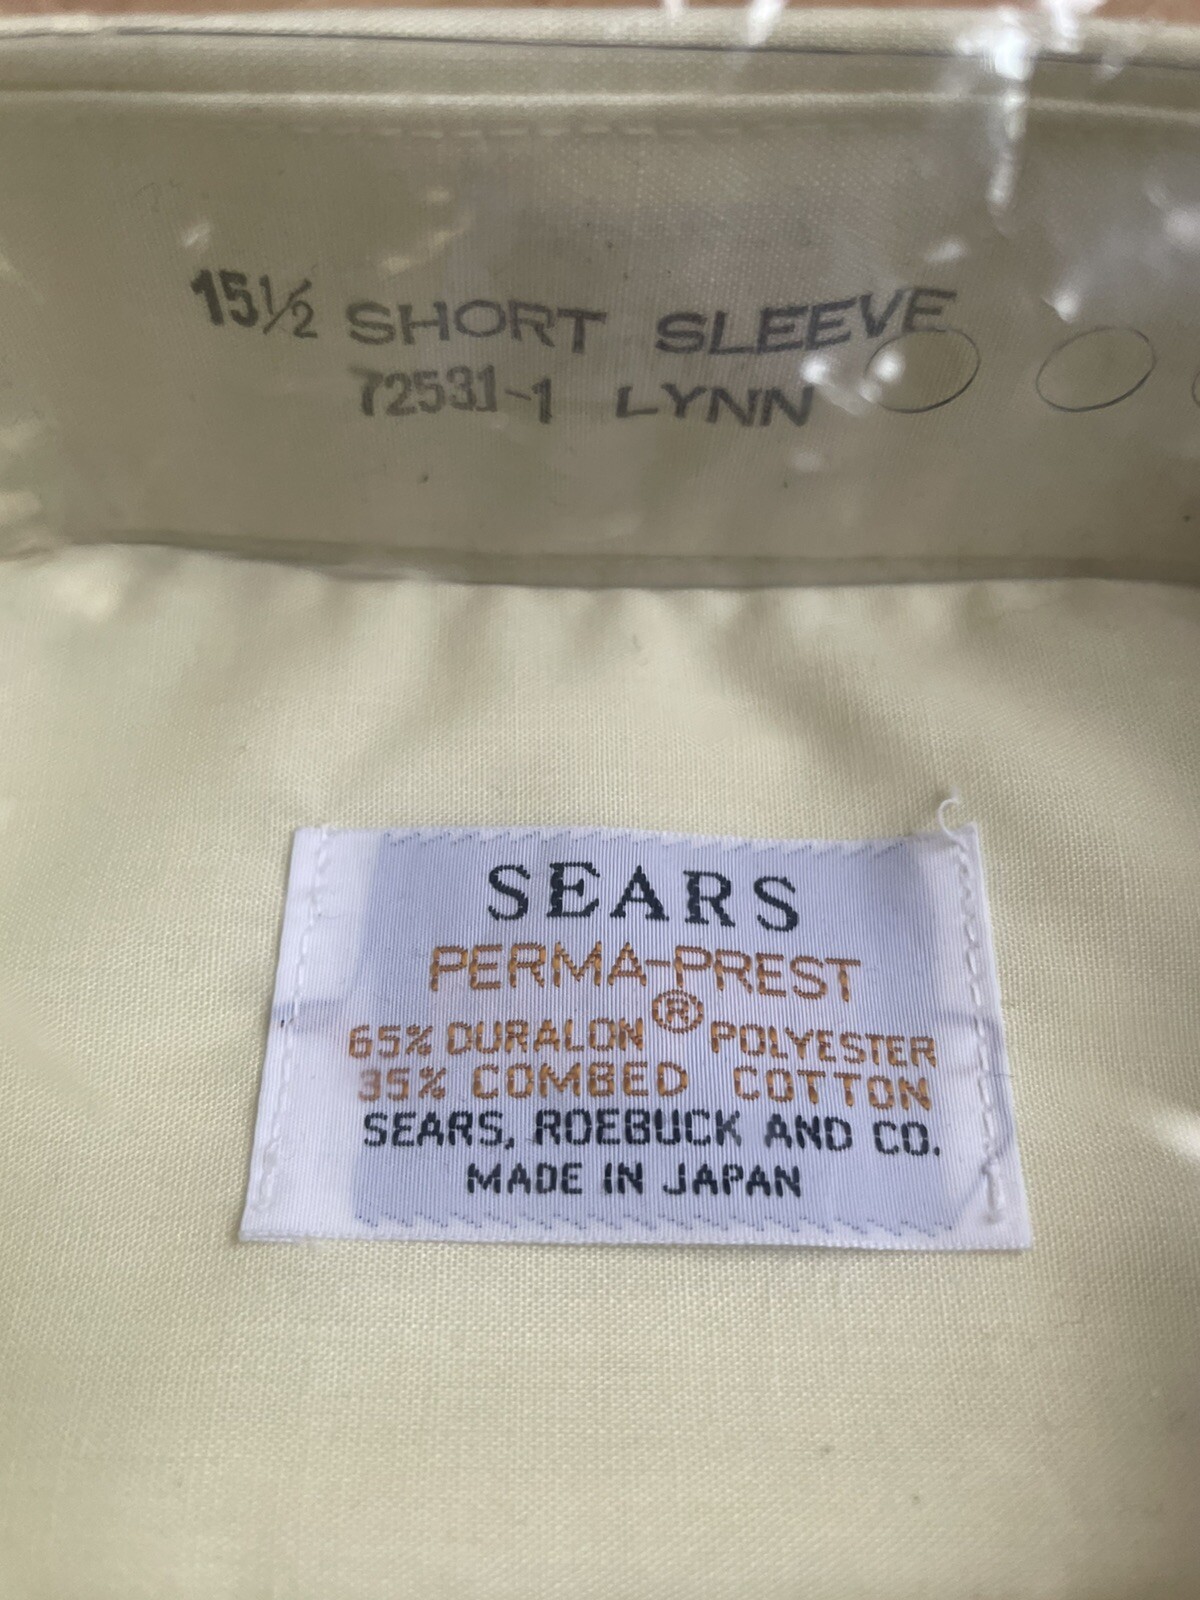 15½ SHORT SLEEVE
72531-1 LYNN
SEARS
PERMA-PREST
®
65% DURALON POLYESTER
35% COMBED COTTON
SEARS, ROEBUCK AND CO.
MADE IN JAPAN